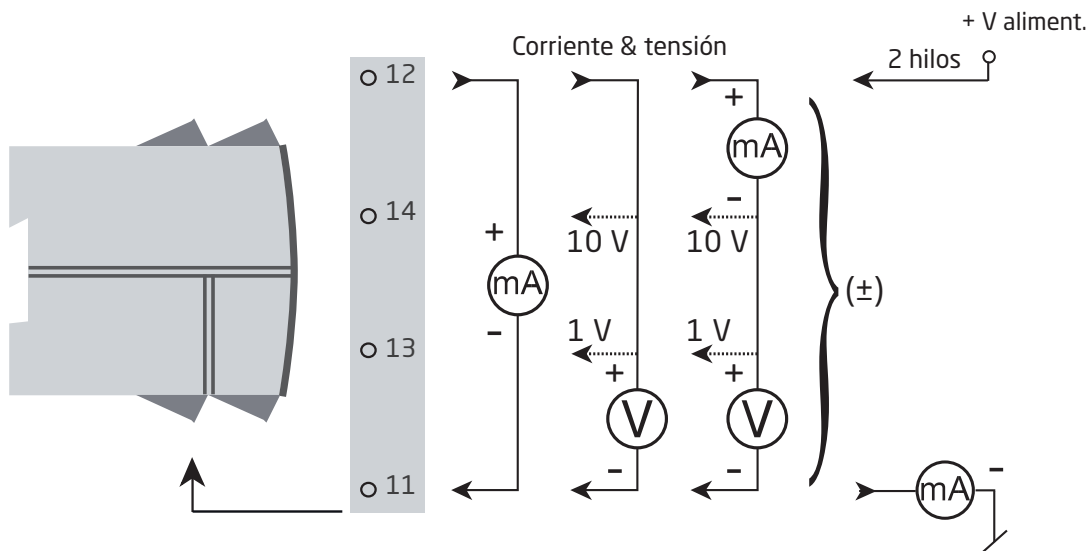 + V aliment.
Corriente & tensión
2 hilos
12
+
mA
-
14
+
10 V
10 V
mA
-
(±)
1 V
1 V
13
+
+
V
V
-
-
11
mA
-